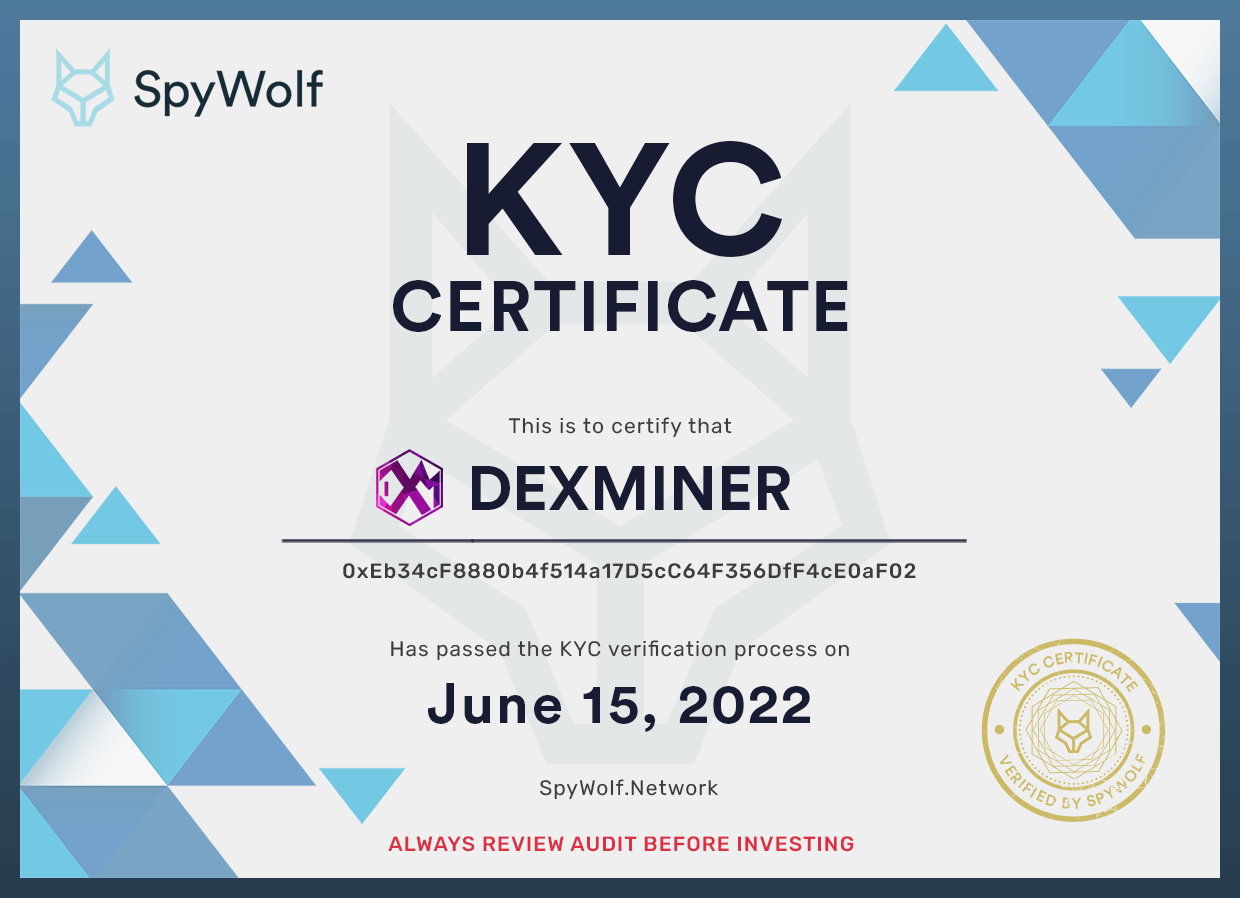 SpyWolf
KYC
CERTIFICATE
This is to certify that
DEXMINER
0xEb34cF8880b4f514a17D5cC64F356DfF4cE0aF02
Has passed the KYC verification process on
June 15, 2022
KYC CERTIFICATE
VERIFIED BY SPYWOLF
SpyWolf.Network
ALWAYS REVIEW AUDIT BEFORE INVESTING